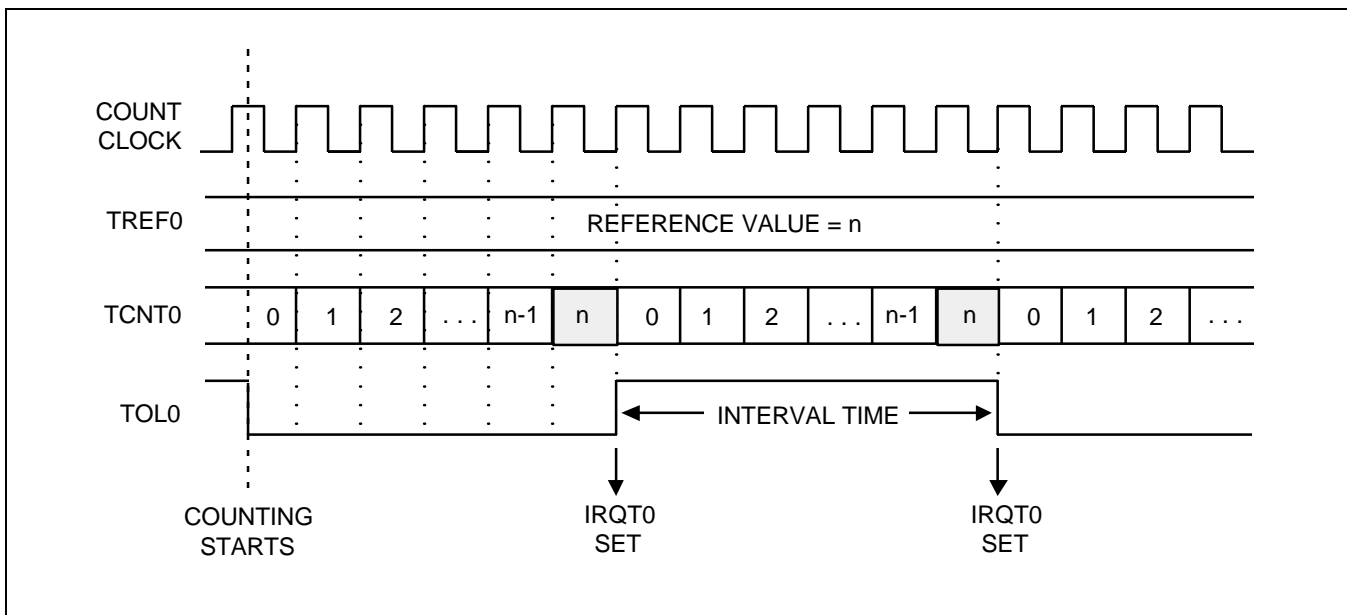 COUNT
CLOCK
TREF0
REFERENCE VALUE = n
TCNT0
0 1 2 . . . n-1 n 0 1 2 . . . n-1 n 0 1 2 . . .
TOL0
INTERVAL TIME
COUNTING
STARTS
IRQT0
SET
IRQT0
SET